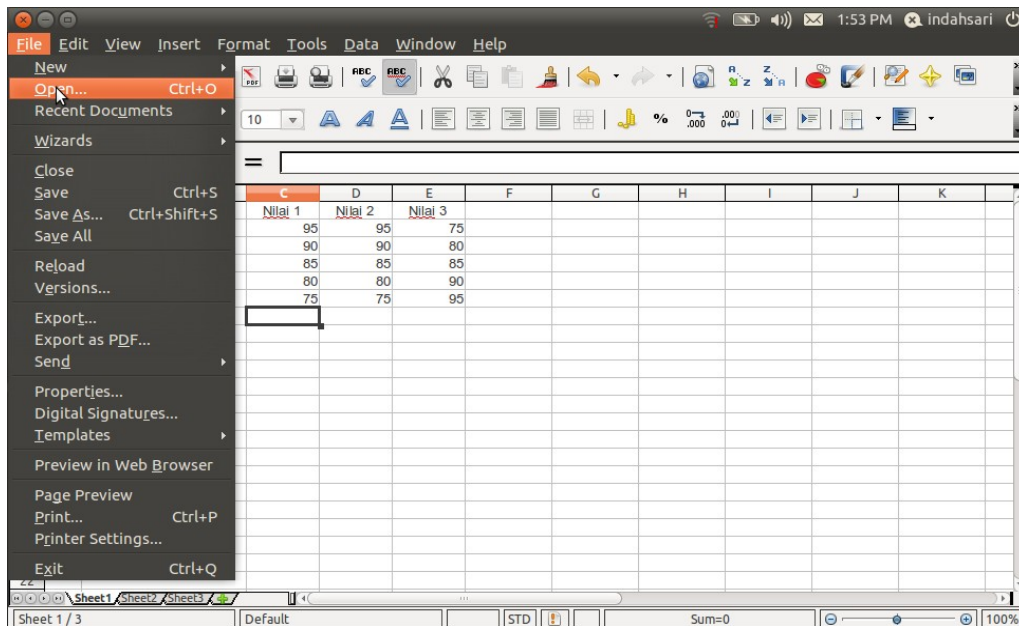 1:53 PM indahsari
File Edit View Insert Format Tools Data Window Help
New
Open... Ctrl+O
Recent Documents
Wizards
Close
Save Ctrl+S
Save As... Ctrl+Shift+S
Save All
Reload
Versions...
Export...
Export as PDF...
Send
Properties...
Digital Signatures...
Templates
Preview in Web Browser
Page Preview
Print... Ctrl+P
Printer Settings...
Exit Ctrl+Q
PDF ABC ABC
10 % 
=
C D E F G H I J K
Nilai 1 Nilai 2 Nilai 3
95 95 75
90 90 80
85 85 85
80 80 90
75 75 95
22
Sheet1 Sheet2 Sheet3
Sheet 1 / 3 Default STD Sum=0 100%